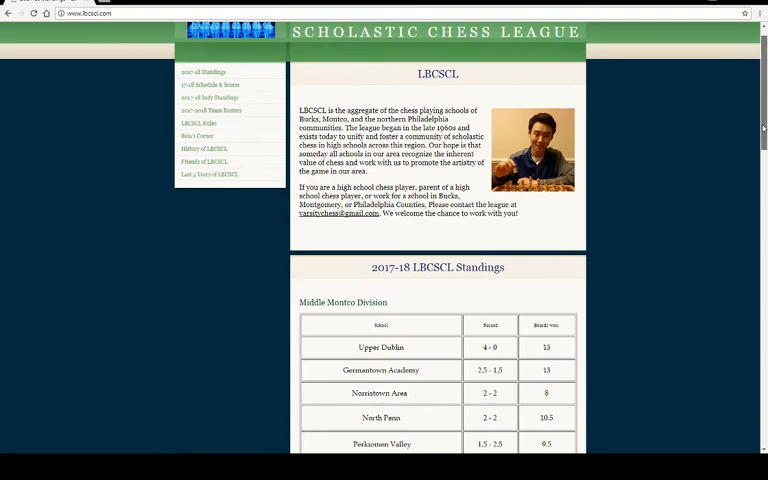 www.lbcscl.com
SCHOLASTIC CHESS LEAGUE
2017-18 Standings
17-18 Schedule & Scores
2017-18 Indy Standings
2017-2018 Team Rosters
LBCSCL Rules
Bela's Corner
History of LBCSCL
Friends of LBCSCL
Last 5 Years of LBCSCL
LBCSCL
LBCSCL is the aggregate of the chess playing schools of
Bucks, Montco, and the northern Philadelphia
communities. The league began in the late 1960s and
exists today to unify and foster a community of scholastic
chess in high schools across this region. Our hope is that
someday all schools in our area recognize the inherent
value of chess and work with us to promote the artistry of
the game in our area.
If you are a high school chess player, parent of a high
school chess player, or work for a school in Bucks,
Montgomery, or Philadelphia Counties, Please contact the league at
varsitychess@gmail.com. We welcome the chance to work with you!
2017-18 LBCSCL Standings
Middle Montco Division
School Record Boards won
Upper Dublin 4 - 0 13
Germantown Academy 2.5 - 1.5 13
Norristown Area 2 - 2 8
North Penn 2 - 2 10.5
Perkiomen Valley 1.5 - 2.5 9.5